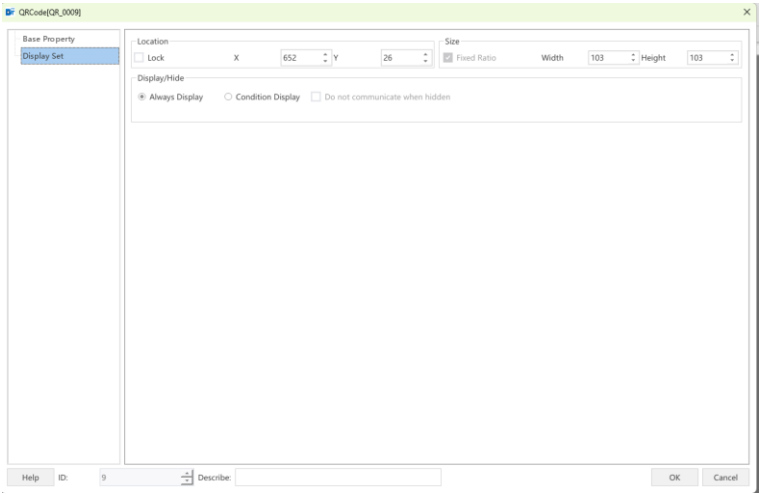 QRCode[QR_0009]
Base Property
Display Set
Location
Lock X 652 Y 26
Size
Fixed Ratio Width 103 Height 103
Display/Hide
Always Display Condition Display Do not communicate when hidden
Help ID: 9 Describe: OK Cancel